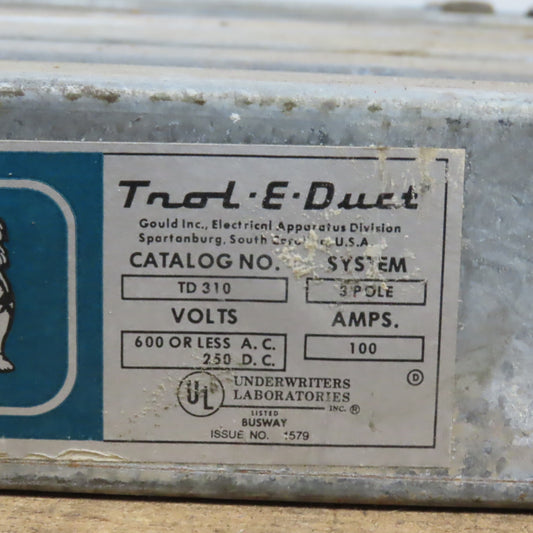 Trol-E-Duct
Gould Inc., Electrical Apparatus Division
Spartanburg, South Carolina, U.S.A.
CATALOG NO. SYSTEM
TD 310 3 POLE
VOLTS AMPS.
600 OR LESS A.C. 100
250 D.C.
D
UL UNDERWRITERS
LABORATORIES
INC.®
LISTED
BUSWAY
ISSUE NO.